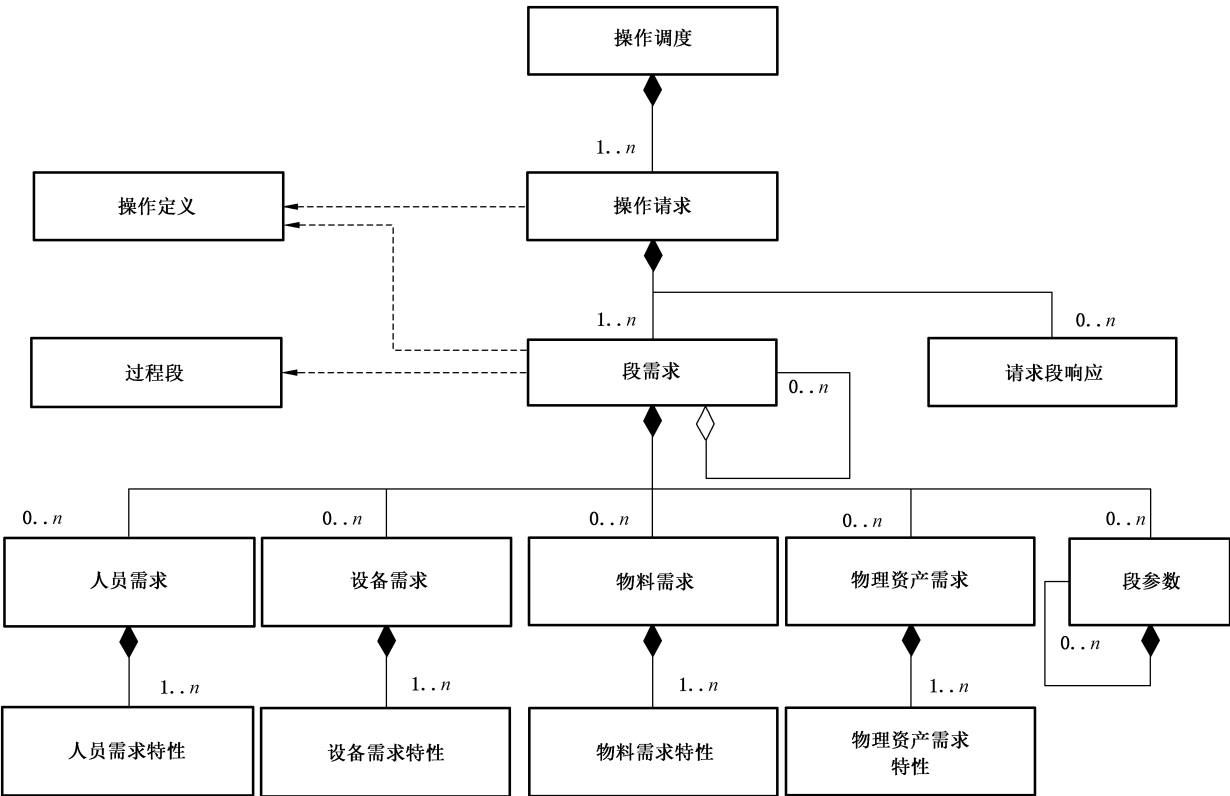 操作调度
1..n
操作定义
操作请求
1..n
0..n
过程段
段需求
0..n
请求段响应
0..n
0..n
0..n
0..n
0..n
人员需求
设备需求
物料需求
物理资产需求
段参数
0..n
1..n
1..n
1..n
1..n
人员需求特性
设备需求特性
物料需求特性
物理资产需求
特性